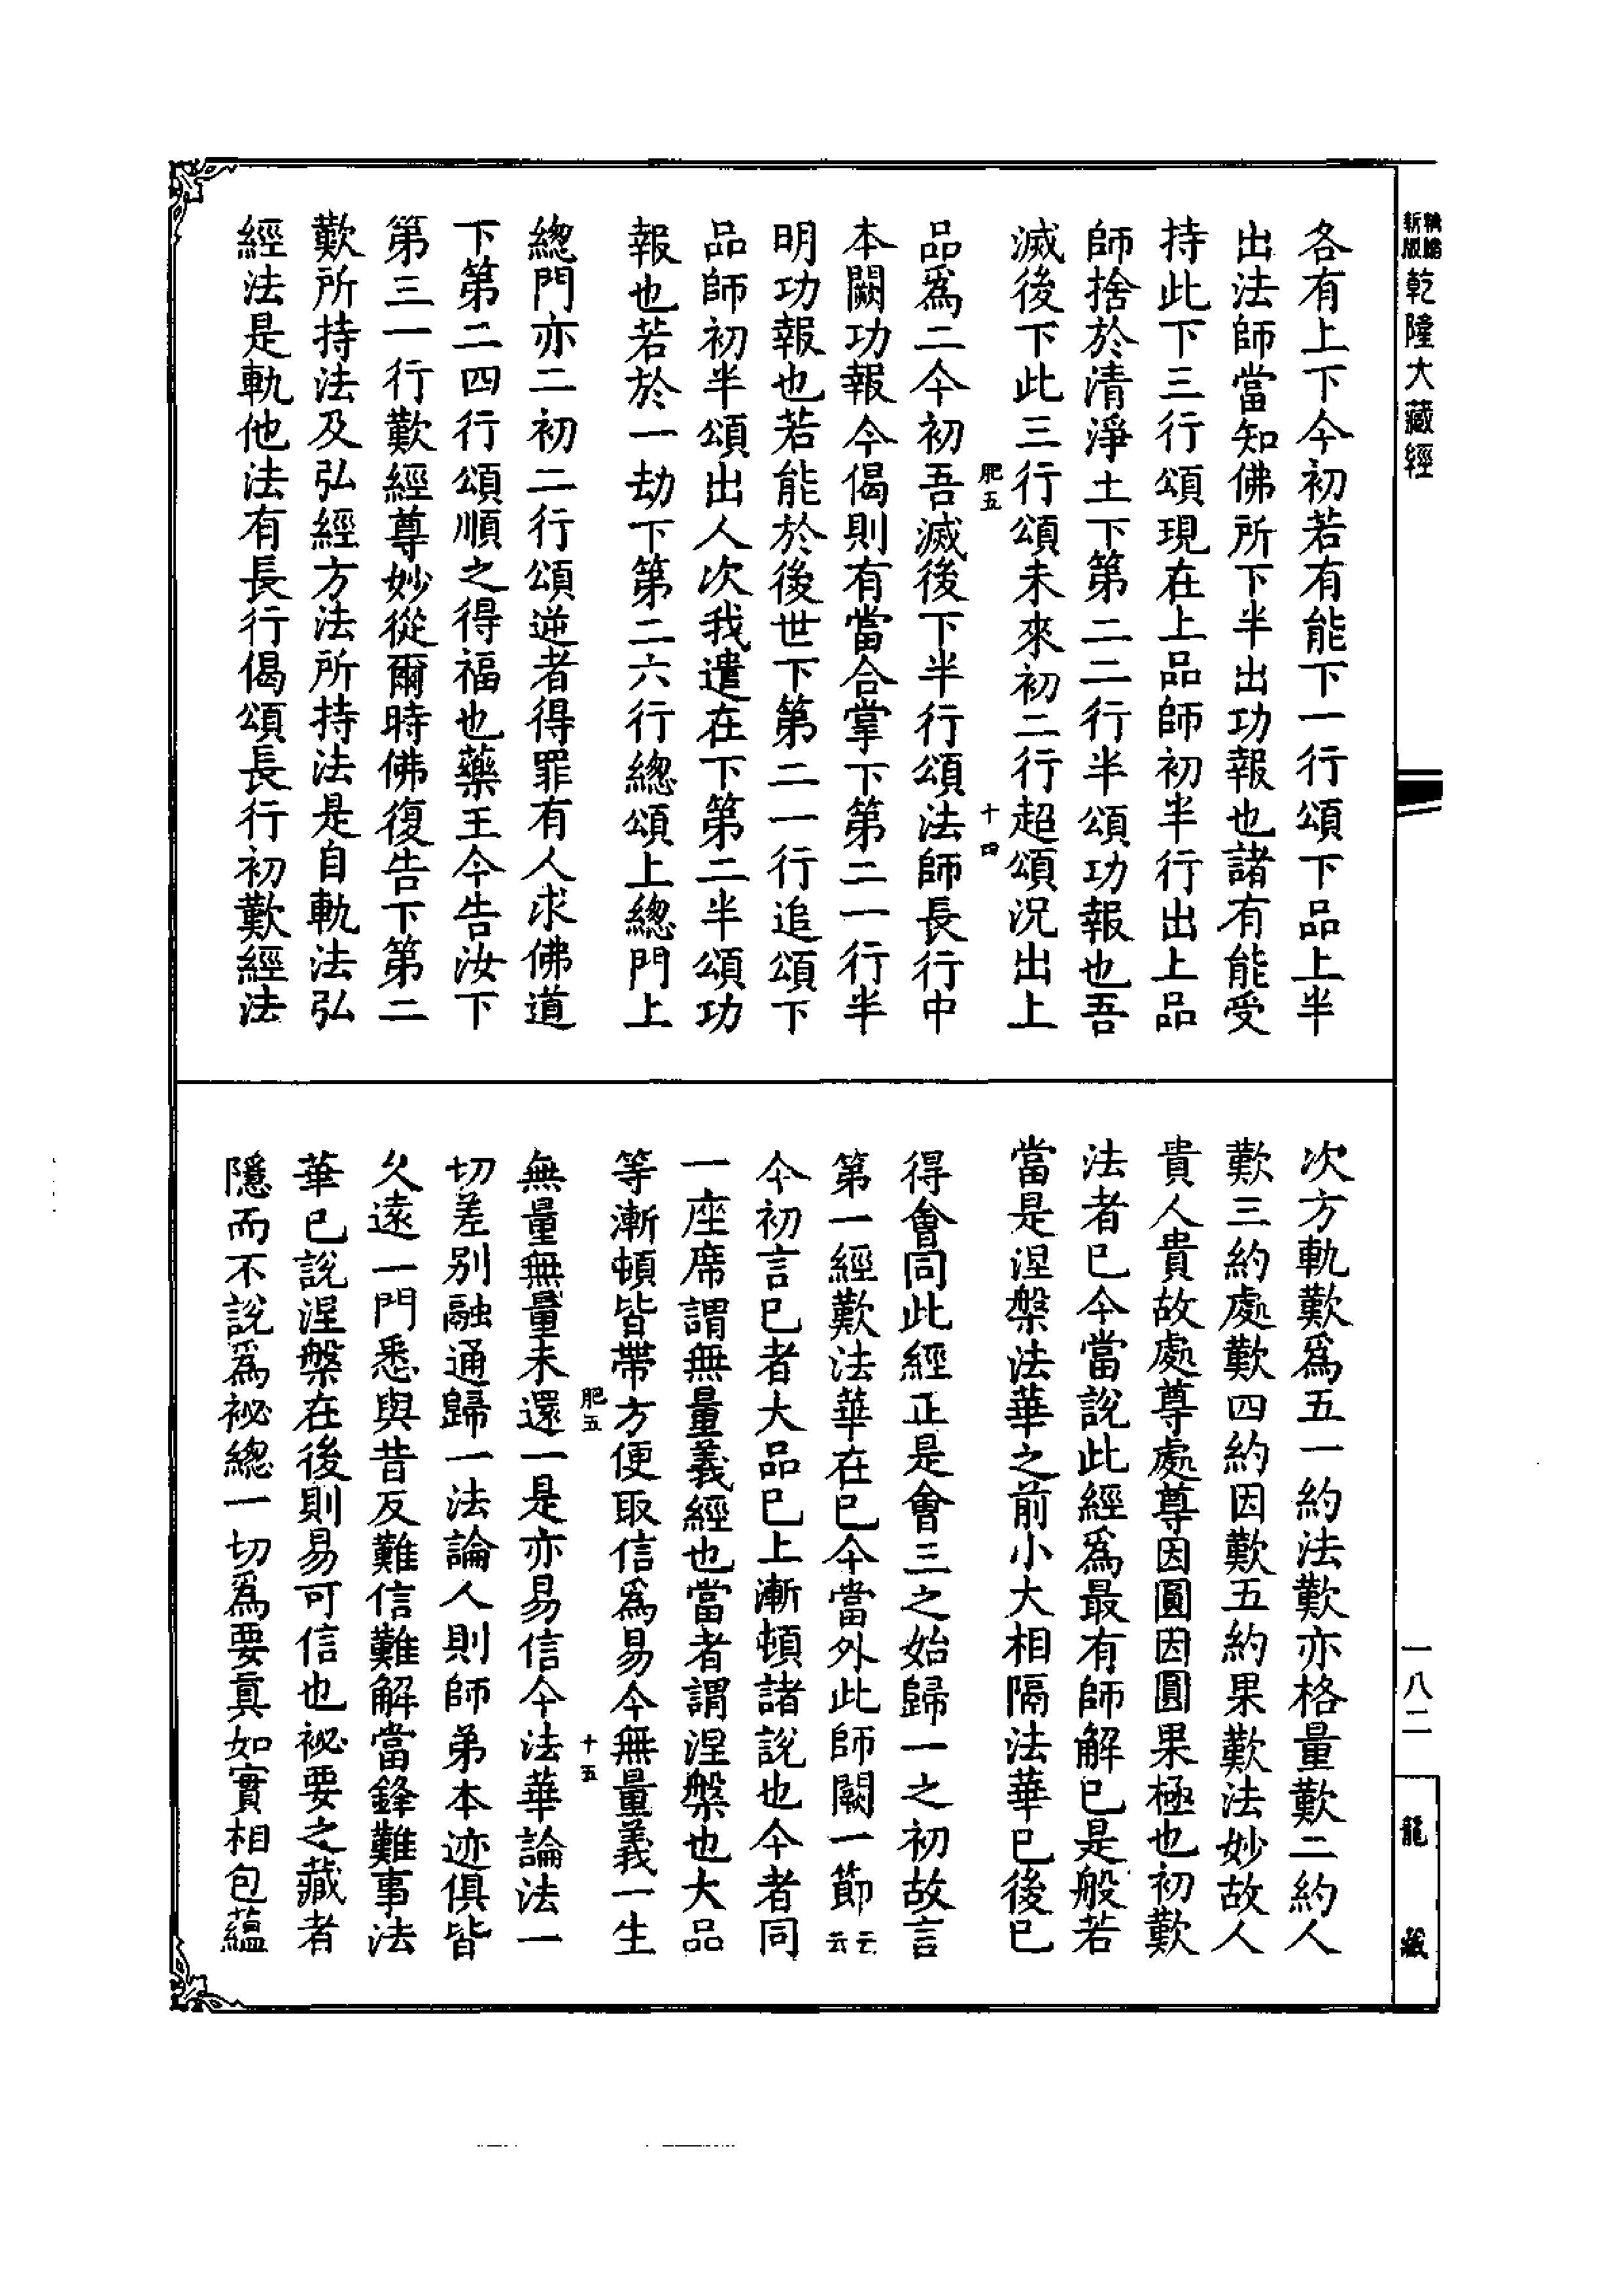 新版
乾隆大藏經
一八二
龍藏
各有上下今初若有能下一行頌下品上半
出法師當知佛所下半出功報也諸有能受
持此下三行頌現在上品師初半行出上品
師捨於清淨土下第二二行半頌功報也吾
滅後下此三行頌未來初二行超頌況出上
肥五
十四
品爲二今初吾滅後下半行頌法師長行中
本闕功報今偈則有當合掌下第二一行半
明功報也若能於後世下第二一行追頌下
品師初半頌出人次我遣在下第二半頌功
報也若於一劫下第二六行總頌上總門上
總門亦二初二行頌逆者得罪有人求佛道
下第二四行頌順之得福也藥王今告汝下
第三一行歎經尊妙從爾時佛復告下第二
歎所持法及弘經方法所持法是自軌法弘
經法是軌他法有長行偈頌長行初歎經法
次方軌歎爲五一約法歎亦格量歎二約人
歎三約處歎四約因歎五約果歎法妙故人
貴人貴故處尊處尊因圓因圓果極也初歎
法者已今當說此經爲最有師解已是般若
當是涅槃法華之前小大相隔法華已後已
得會同此經正是會三之始歸一之初故言
第一經歎法華在已今當外此師闕一節云云
今初言已者大品已上漸頓諸說也今者同
一座席謂無量義經也當者謂涅槃也大品
等漸頓皆帶方便取信爲易今無量義一生
肥五
十五
無量無量未還一是亦易信今法華論法一
切差別融通歸一法論人則師弟本迹俱皆
久遠一門悉與昔反難信難解當鋒難事法
華已說涅槃在後則易可信也祕要之藏者
隱而不說爲祕總一切爲要眞如實相包蘊